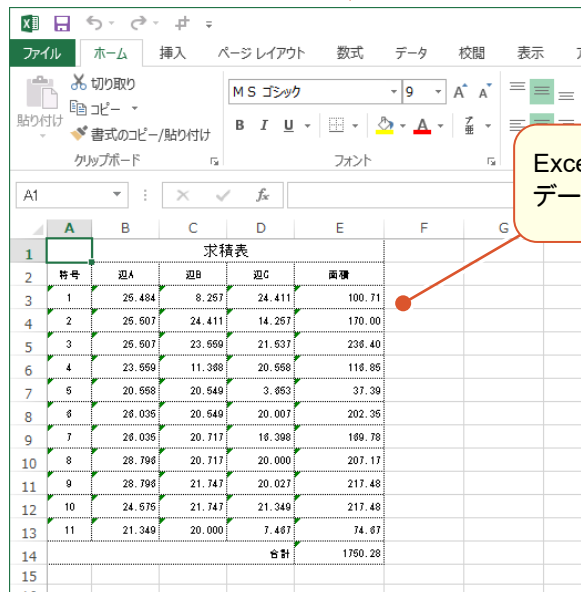 ファイル ホーム 挿入 ページ レイアウト 数式 データ 校閲 表示
切り取り
コピー
書式のコピー/貼り付け
貼り付け
クリップボード
MS ゴシック 9 A A
B I U A
フォント
Exce
デー
A1 fx
A B C D E F G
1 求積表
2 符号 辺A 辺B 辺C 面積
3 1 25.484 8.257 24.411 100.71
4 2 25.507 24.411 14.257 170.00
5 3 25.507 23.559 21.537 236.40
6 4 23.559 11.368 20.558 116.85
7 5 20.558 20.549 3.653 37.39
8 6 26.035 20.549 20.007 202.35
9 7 26.035 20.717 16.398 169.78
10 8 28.796 20.717 20.000 207.17
11 9 28.796 21.747 20.027 217.48
12 10 24.575 21.747 21.349 217.48
13 11 21.349 20.000 7.467 74.67
14 合計 1750.28
15